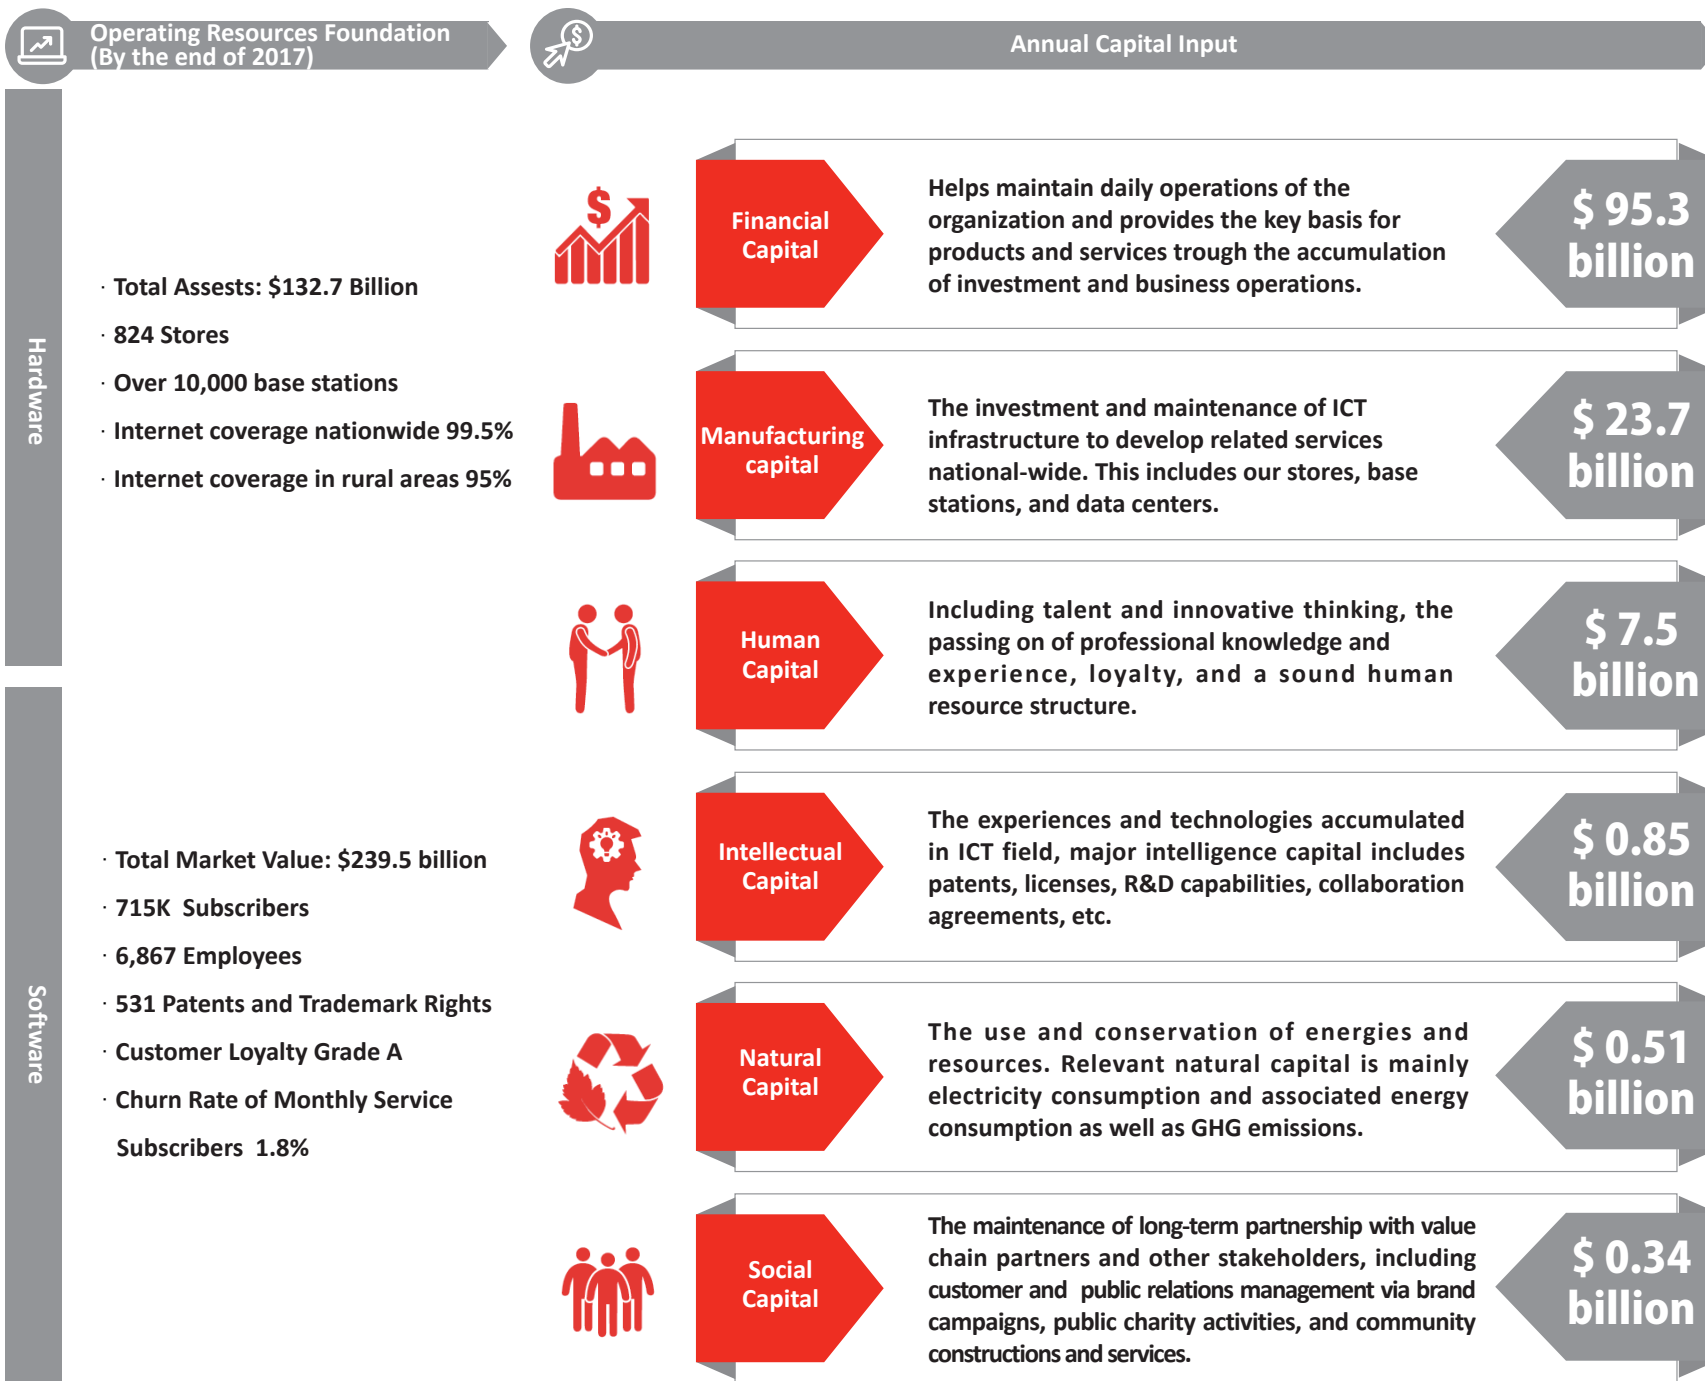 Operating Resources Foundation
(By the end of 2017)
Annual Capital Input
Hardware
· Total Assests: $132.7 Billion
· 824 Stores
· Over 10,000 base stations
· Internet coverage nationwide 99.5%
· Internet coverage in rural areas 95%
Software
· Total Market Value: $239.5 billion
· 715K Subscribers
· 6,867 Employees
· 531 Patents and Trademark Rights
· Customer Loyalty Grade A
· Churn Rate of Monthly Service
Subscribers 1.8%
$
Financial
Capital
Helps maintain daily operations of the
organization and provides the key basis for
products and services trough the accumulation
of investment and business operations.
$ 95.3
billion
Manufacturing
capital
The investment and maintenance of ICT
infrastructure to develop related services
national-wide. This includes our stores, base
stations, and data centers.
$ 23.7
billion
Human
Capital
Including talent and innovative thinking, the
passing on of professional knowledge and
experience, loyalty, and a sound human
resource structure.
$ 7.5
billion
Intellectual
Capital
The experiences and technologies accumulated
in ICT field, major intelligence capital includes
patents, licenses, R&D capabilities, collaboration
agreements, etc.
$ 0.85
billion
Natural
Capital
The use and conservation of energies and
resources. Relevant natural capital is mainly
electricity consumption and associated energy
consumption as well as GHG emissions.
$ 0.51
billion
Social
Capital
The maintenance of long-term partnership with value
chain partners and other stakeholders, including
customer and public relations management via brand
campaigns, public charity activities, and community
constructions and services.
$ 0.34
billion